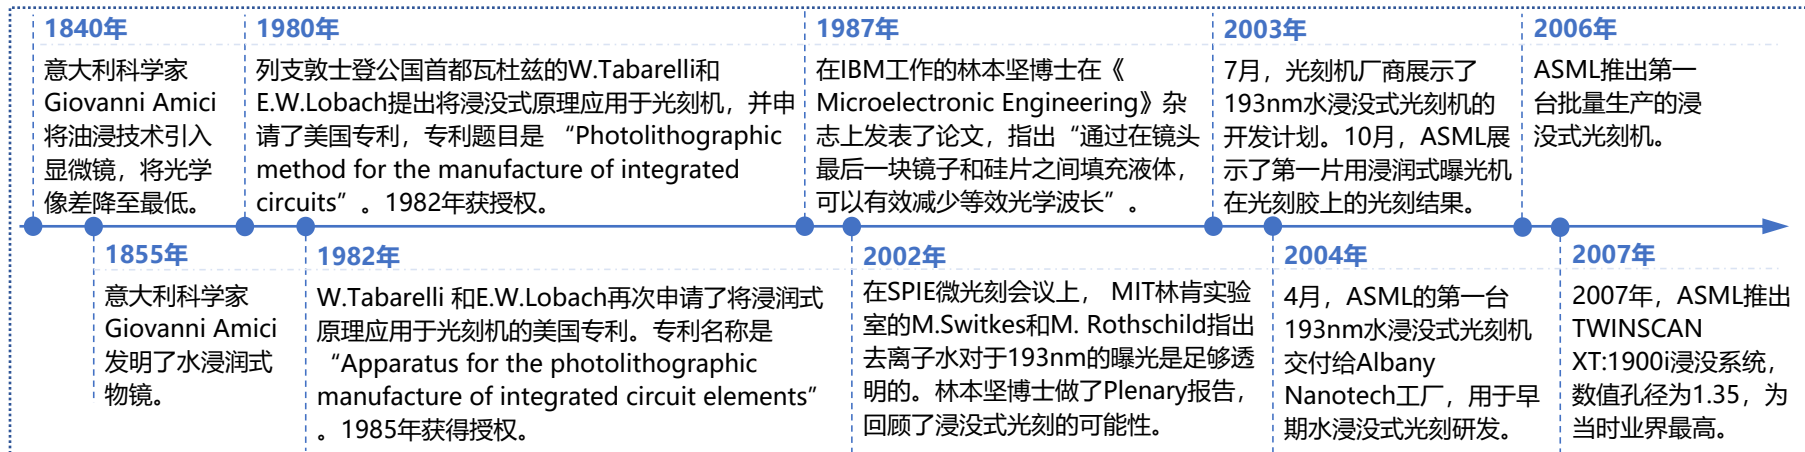 1840年
意大利科学家
Giovanni Amici
将油浸技术引入
显微镜，将光学
像差降至最低。
1980年
列支敦士登公国首都瓦杜兹的W.Tabarelli和
E.W.Lobach提出将浸没式原理应用于光刻机，并申
请了美国专利，专利题目是 “Photolithographic
method for the manufacture of integrated
circuits”。1982年获授权。
1987年
在IBM工作的林本坚博士在《
Microelectronic Engineering》杂
志上发表了论文，指出“通过在镜头
最后一块镜子和硅片之间填充液体，
可以有效减少等效光学波长”。
2003年
7月，光刻机厂商展示了
193nm水浸没式光刻机的
开发计划。10月，ASML展
示了第一片用浸润式曝光机
在光刻胶上的光刻结果。
2006年
ASML推出第一
台批量生产的浸
没式光刻机。
1855年
意大利科学家
Giovanni Amici
发明了水浸润式
物镜。
1982年
W.Tabarelli 和E.W.Lobach再次申请了将浸润式
原理应用于光刻机的美国专利。专利名称是
“Apparatus for the photolithographic
manufacture of integrated circuit elements”
。1985年获得授权。
2002年
在SPIE微光刻会议上， MIT林肯实验
室的M.Switkes和M. Rothschild指出
去离子水对于193nm的曝光是足够透
明的。林本坚博士做了Plenary报告，
回顾了浸没式光刻的可能性。
2004年
4月，ASML的第一台
193nm水浸没式光刻机
交付给Albany
Nanotech工厂，用于早
期水浸没式光刻研发。
2007年
2007年，ASML推出
TWINSCAN
XT:1900i浸没系统，
数值孔径为1.35，为
当时业界最高。